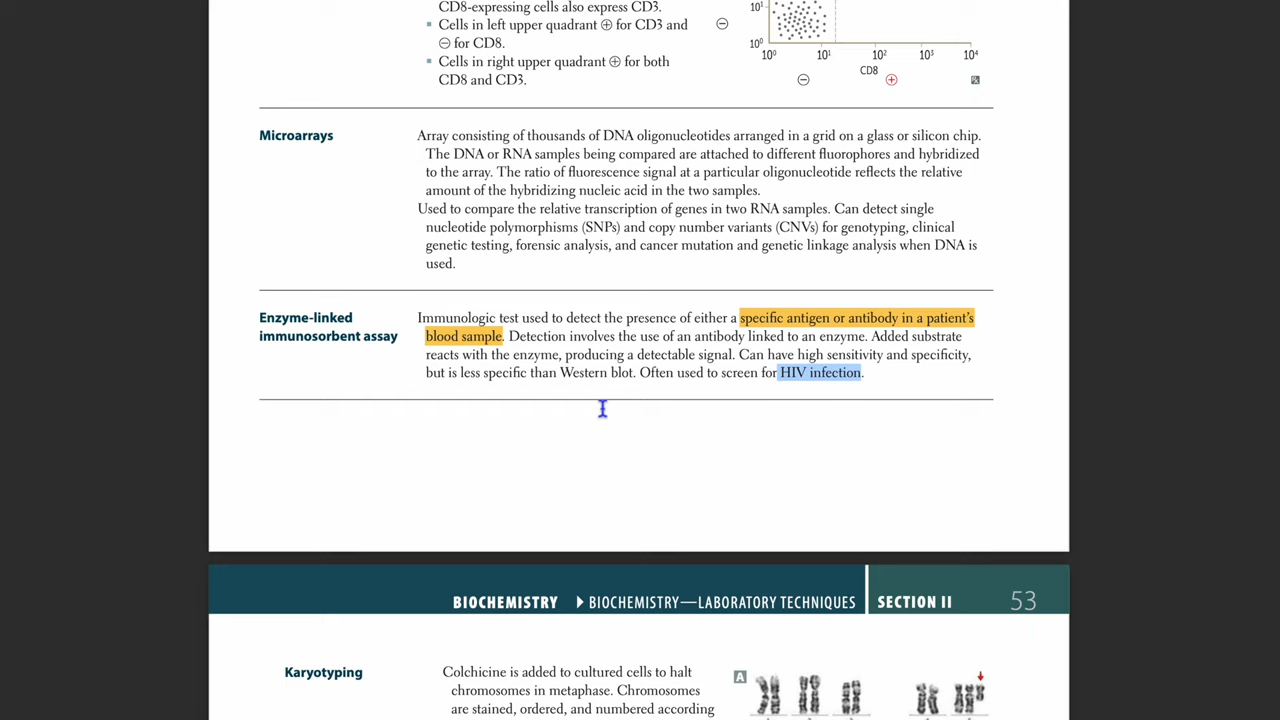 CD8-expressing cells also express CD3.
▪ Cells in left upper quadrant ⊕ for CD3 and
⊖ for CD8.
▪ Cells in right upper quadrant ⊕ for both
CD8 and CD3.
⊖
10¹
10⁰
10⁰ 10¹ 10² 10³ 10⁴
CD8
⊖ ⊕
Microarrays
Array consisting of thousands of DNA oligonucleotides arranged in a grid on a glass or silicon chip.
The DNA or RNA samples being compared are attached to different fluorophores and hybridized
to the array. The ratio of fluorescence signal at a particular oligonucleotide reflects the relative
amount of the hybridizing nucleic acid in the two samples.
Used to compare the relative transcription of genes in two RNA samples. Can detect single
nucleotide polymorphisms (SNPs) and copy number variants (CNVs) for genotyping, clinical
genetic testing, forensic analysis, and cancer mutation and genetic linkage analysis when DNA is
used.
Enzyme-linked
immunosorbent assay
Immunologic test used to detect the presence of either a specific antigen or antibody in a patient's
blood sample. Detection involves the use of an antibody linked to an enzyme. Added substrate
reacts with the enzyme, producing a detectable signal. Can have high sensitivity and specificity,
but is less specific than Western blot. Often used to screen for HIV infection.
BIOCHEMISTRY ▶ BIOCHEMISTRY—LABORATORY TECHNIQUES SECTION II 53
Karyotyping
Colchicine is added to cultured cells to halt
chromosomes in metaphase. Chromosomes
are stained, ordered, and numbered according
A